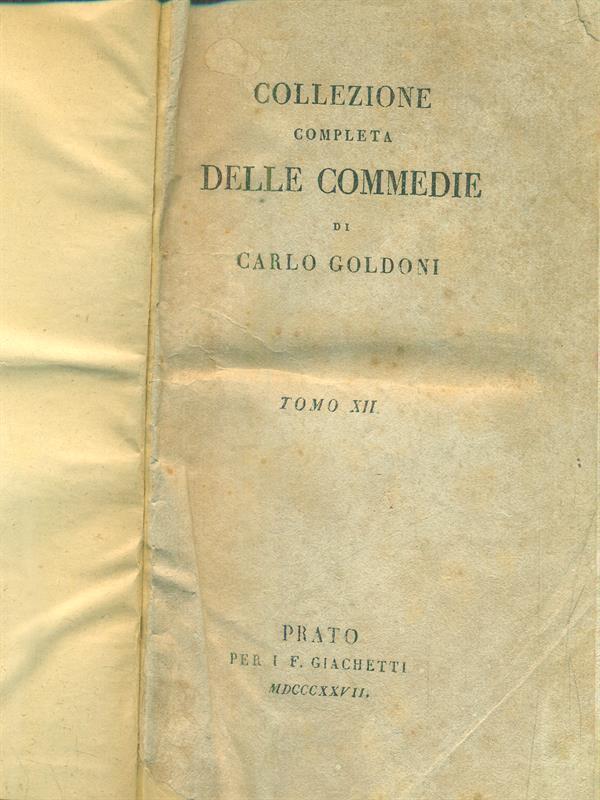 COLLEZIONE
COMPLETA
DELLE COMMEDIE
DI
CARLO GOLDONI
TOMO XII.
PRATO
PER I F. GIACHETTI
MDCCCXXVII.